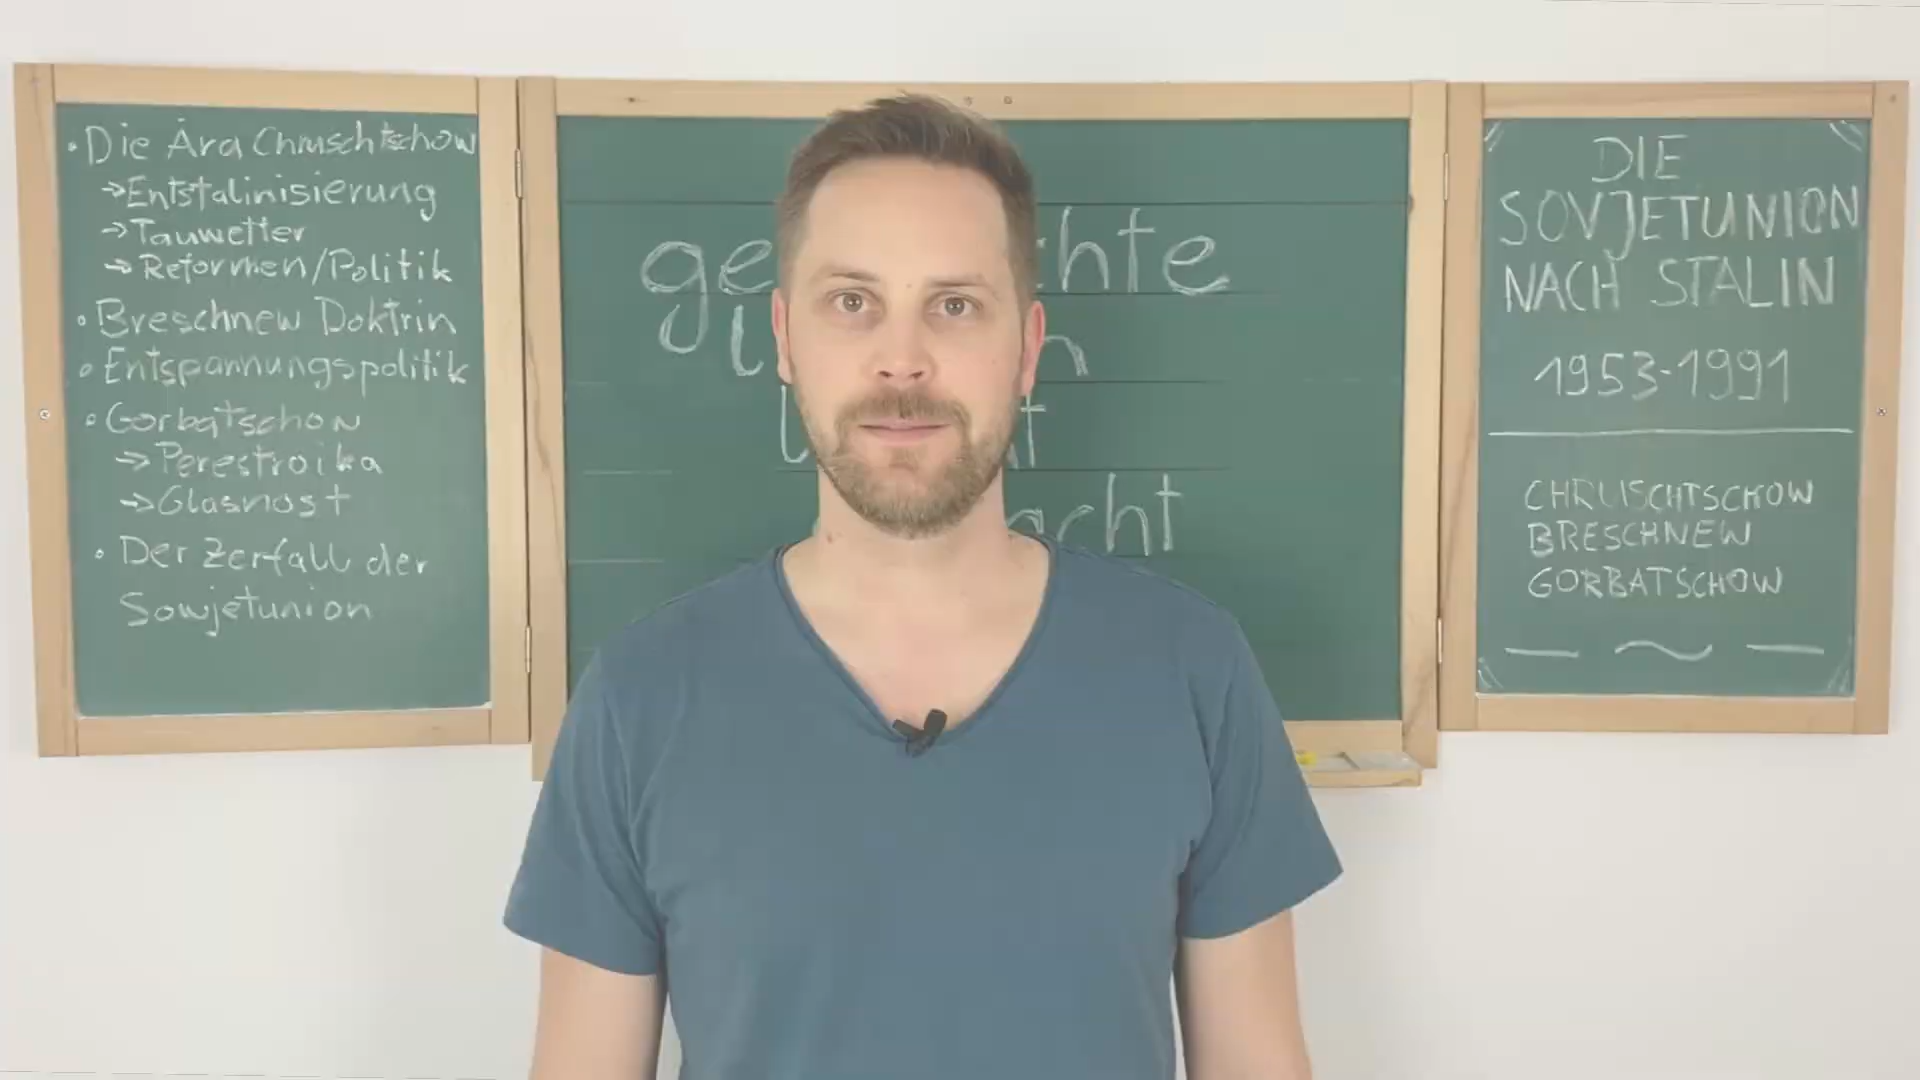 • Die Ära Chruschtschow
→ Entstalinisierung
→ Tauwetter
→ Reformen/Politik
• Breschnew Doktrin
• Entspannungspolitik
• Gorbatschow
→ Perestroika
→ Glasnost
• Der Zerfall der
Sowjetunion
DIE
SOVJETUNION
NACH STALIN
1953-1991
CHRUSCHTSCHOW
BRESCHNEW
GORBATSCHOW